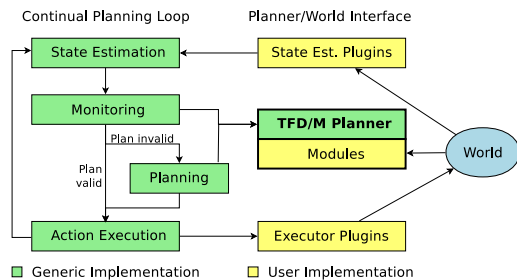 Continual Planning Loop
Planner/World Interface
State Estimation
State Est. Plugins
Monitoring
TFD/M Planner
Modules
World
Plan invalid
Plan
valid
Planning
Action Execution
Executor Plugins
Generic Implementation
User Implementation